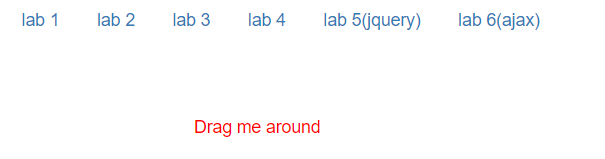 lab 1 lab 2 lab 3 lab 4 lab 5(jquery) lab 6(ajax)
Drag me around